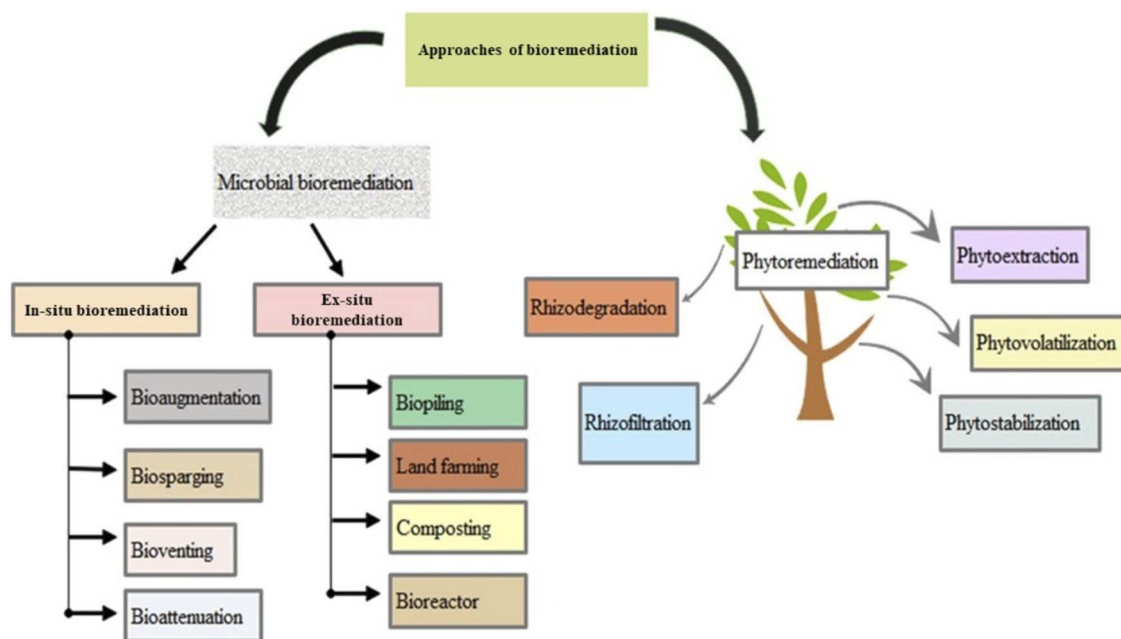 Approaches of bioremediation
Microbial bioremediation
In-situ bioremediation
Bioaugmentation
Biosparging
Bioventing
Bioattenuation
Ex-situ
bioremediation
Biopiling
Land farming
Composting
Bioreactor
Phytoremediation
Rhizodegradation
Rhizofiltration
Phytoextraction
Phytovolatilization
Phytostabilization